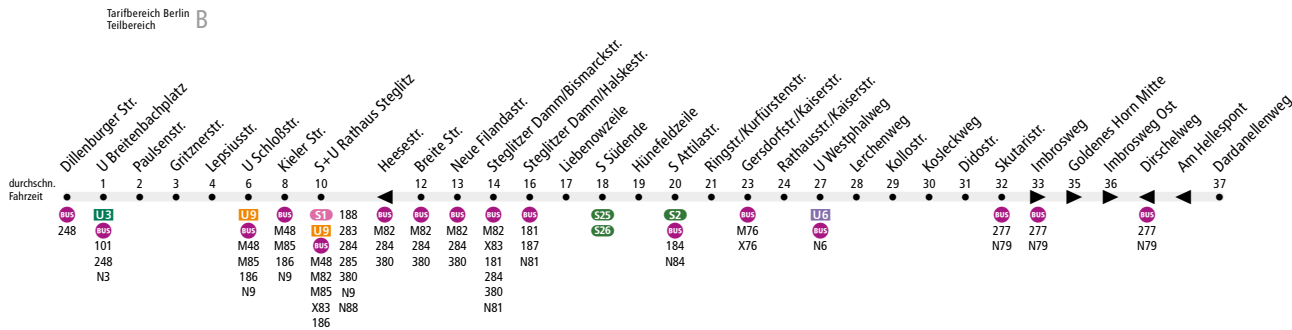 Tarifbereich Berlin
Teilbereich
B
Dillenburger Str.
U Breitenbachplatz
Paulsenstr.
Gritznerstr.
Lepsiusstr.
U Schloßstr.
Kieler Str.
S+U Rathaus Steglitz
Heesestr.
Breite Str.
Neue Filandastr.
Steglitzer Damm/Bismarckstr.
Steglitzer Damm/Halskestr.
Liebenowzeile
S Südende
Hünefeldzeile
S Attilastr.
Ringstr./Kurfürstenstr.
Gersdorfstr./Kaiserstr.
Rathausstr./Kaiserstr.
U Westphalweg
Lerchenweg
Kollostr.
Kosleckweg
Didostr.
Skutaristr.
Imbrosweg
Goldenes Horn Mitte
Imbrosweg Ost
Dirschelweg
Am Hellespont
Dardanellenweg
durchschn. 1 2 3 4 6 8 10 12 13 14 16 17 18 19 20 21 23 24 27 28 29 30 31 32 33 35 36 37
Fahrzeit
BUS
248
U3
BUS
101
248
N3
U9
BUS
M48
M85
186
N9
BUS
M48
M85
186
N9
S1 188
U9 283
BUS 284
M48 285
M82 380
M85 N9
X83 N88
186
BUS
M82
284
380
BUS
M82
284
380
BUS
M82
284
380
BUS
M82
X83
181
284
380
N81
BUS
181
187
N81
S25
S26
S2
BUS
184
N84
BUS
M76
X76
U6
BUS
N6
BUS
277
N79
BUS
277
N79
BUS
277
N79